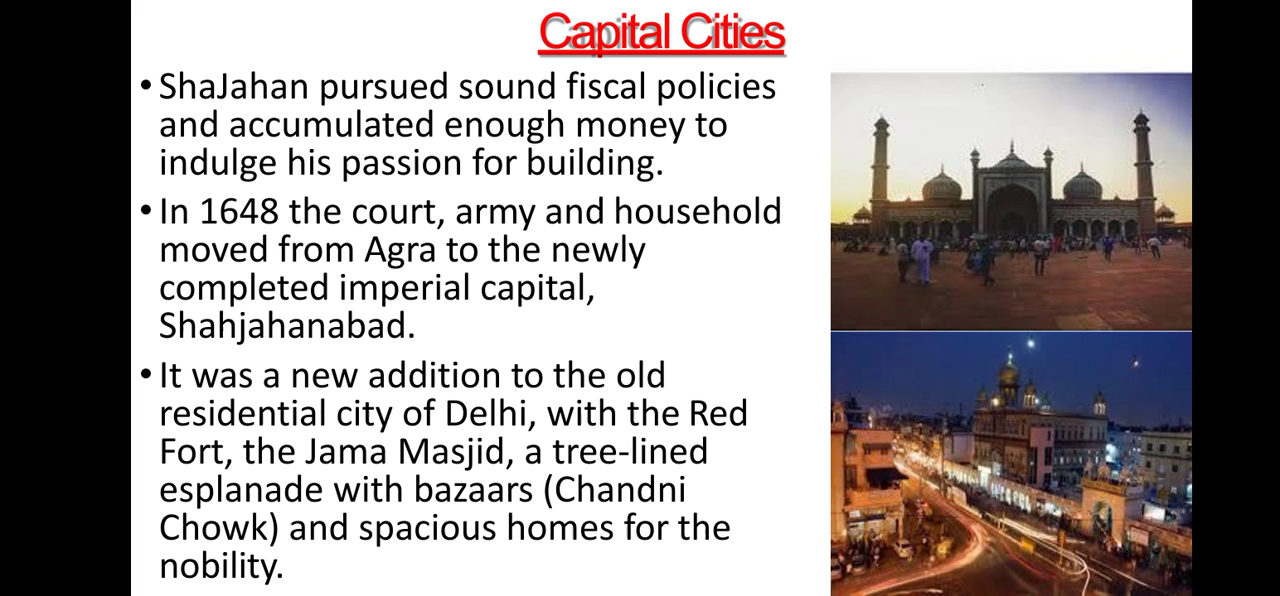 Capital Cities
• ShaJahan pursued sound fiscal policies
and accumulated enough money to
indulge his passion for building.
• In 1648 the court, army and household
moved from Agra to the newly
completed imperial capital,
Shahjahanabad.
• It was a new addition to the old
residential city of Delhi, with the Red
Fort, the Jama Masjid, a tree-lined
esplanade with bazaars (Chandni
Chowk) and spacious homes for the
nobility.